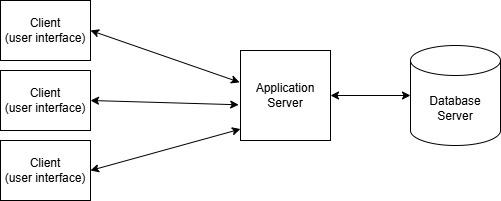 Client
(user interface)
Client
(user interface)
Client
(user interface)
Application
Server
Database
Server